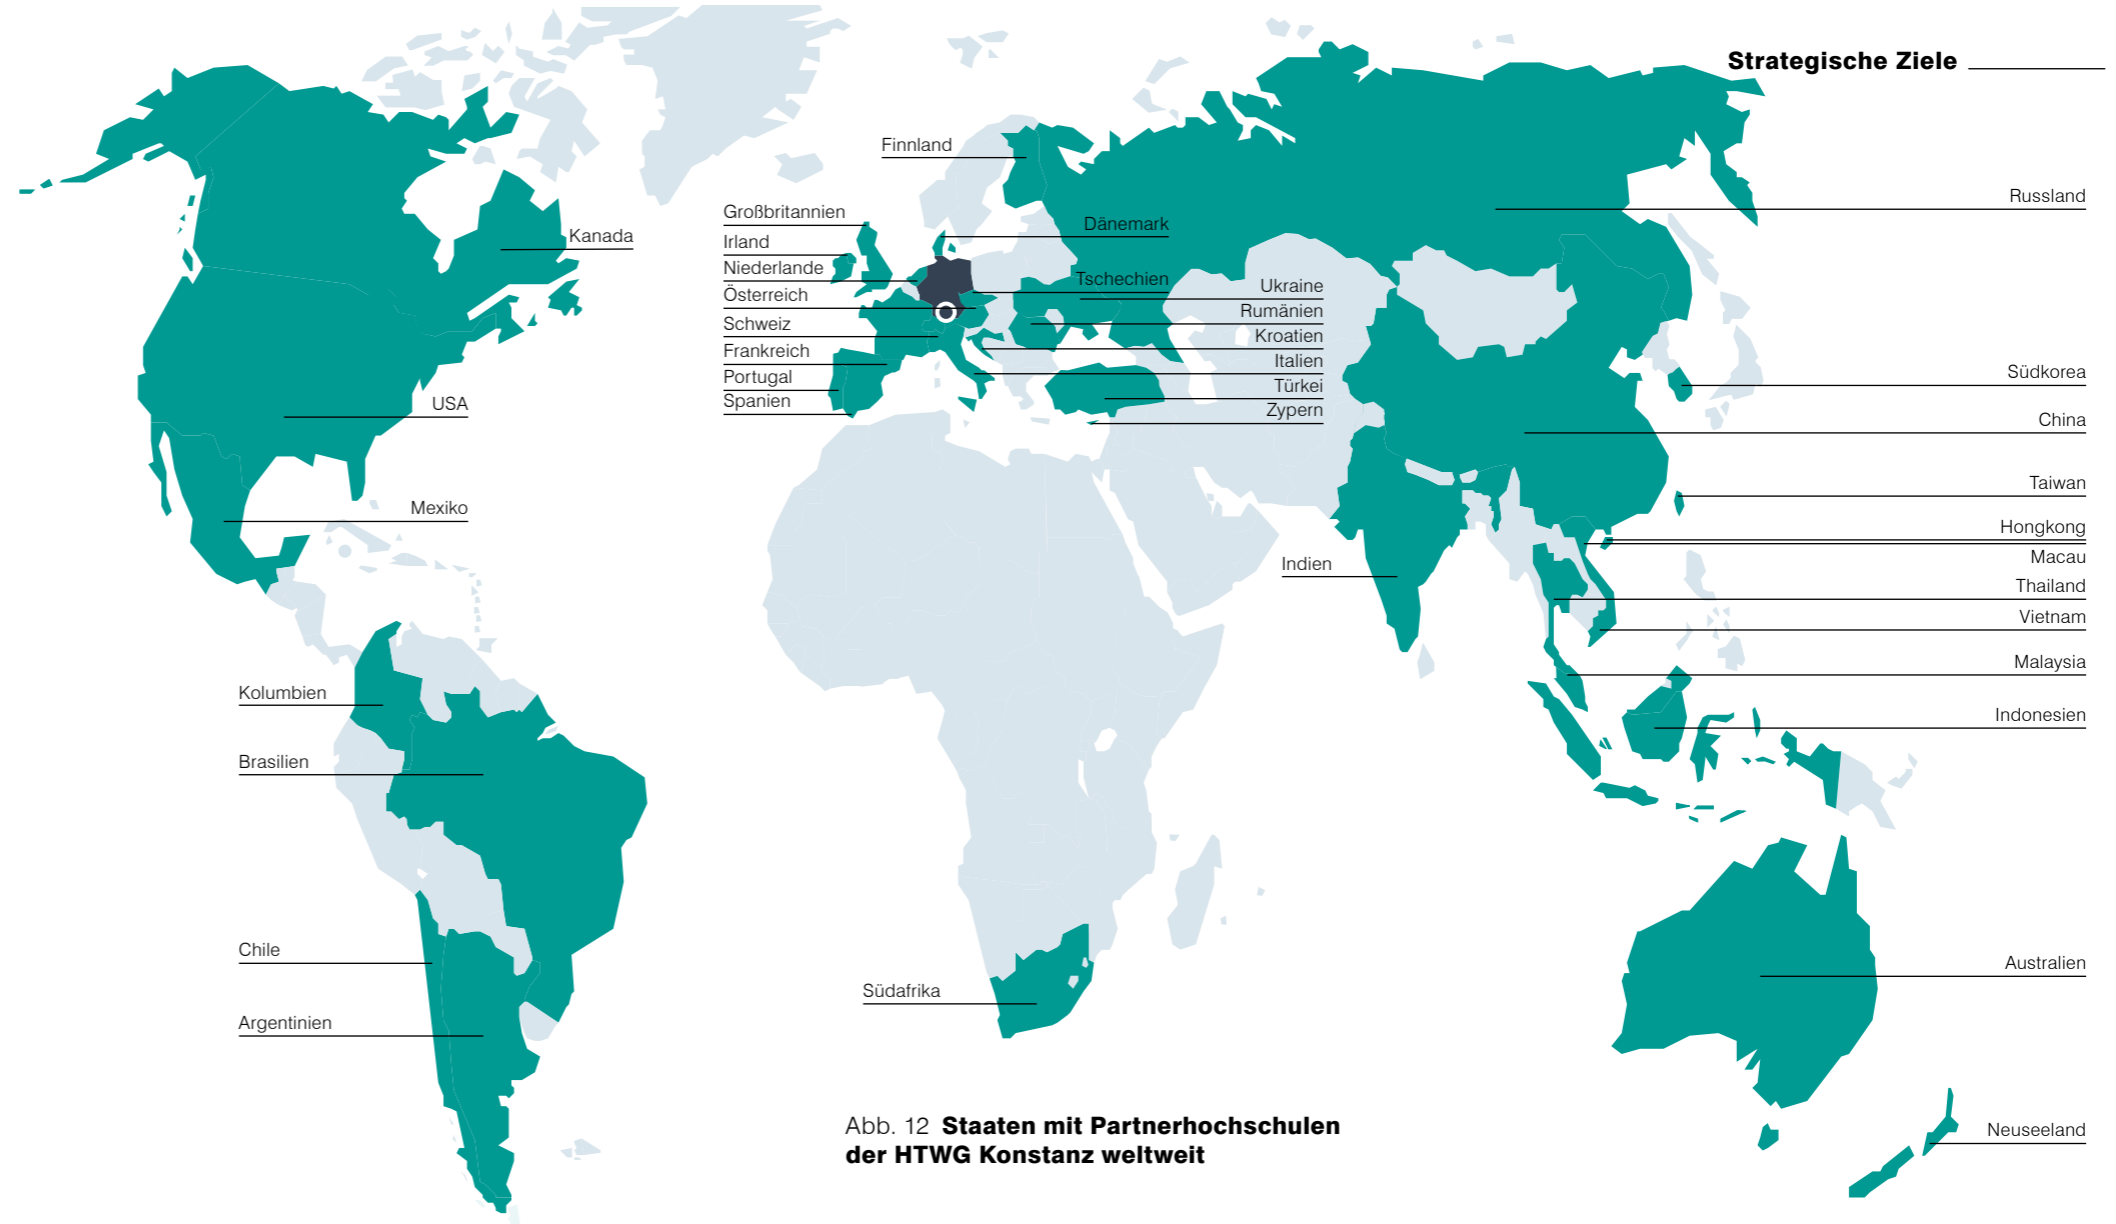 Strategische Ziele
Finnland
Großbritannien
Irland
Niederlande
Österreich
Schweiz
Frankreich
Portugal
Spanien
Dänemark
Tschechien
Ukraine
Rumänien
Kroatien
Italien
Türkei
Zypern
Kanada
USA
Mexiko
Kolumbien
Brasilien
Chile
Argentinien
Südafrika
Indien
Russland
Südkorea
China
Taiwan
Hongkong
Macau
Thailand
Vietnam
Malaysia
Indonesien
Australien
Neuseeland
Abb. 12 Staaten mit Partnerhochschulen
der HTWG Konstanz weltweit